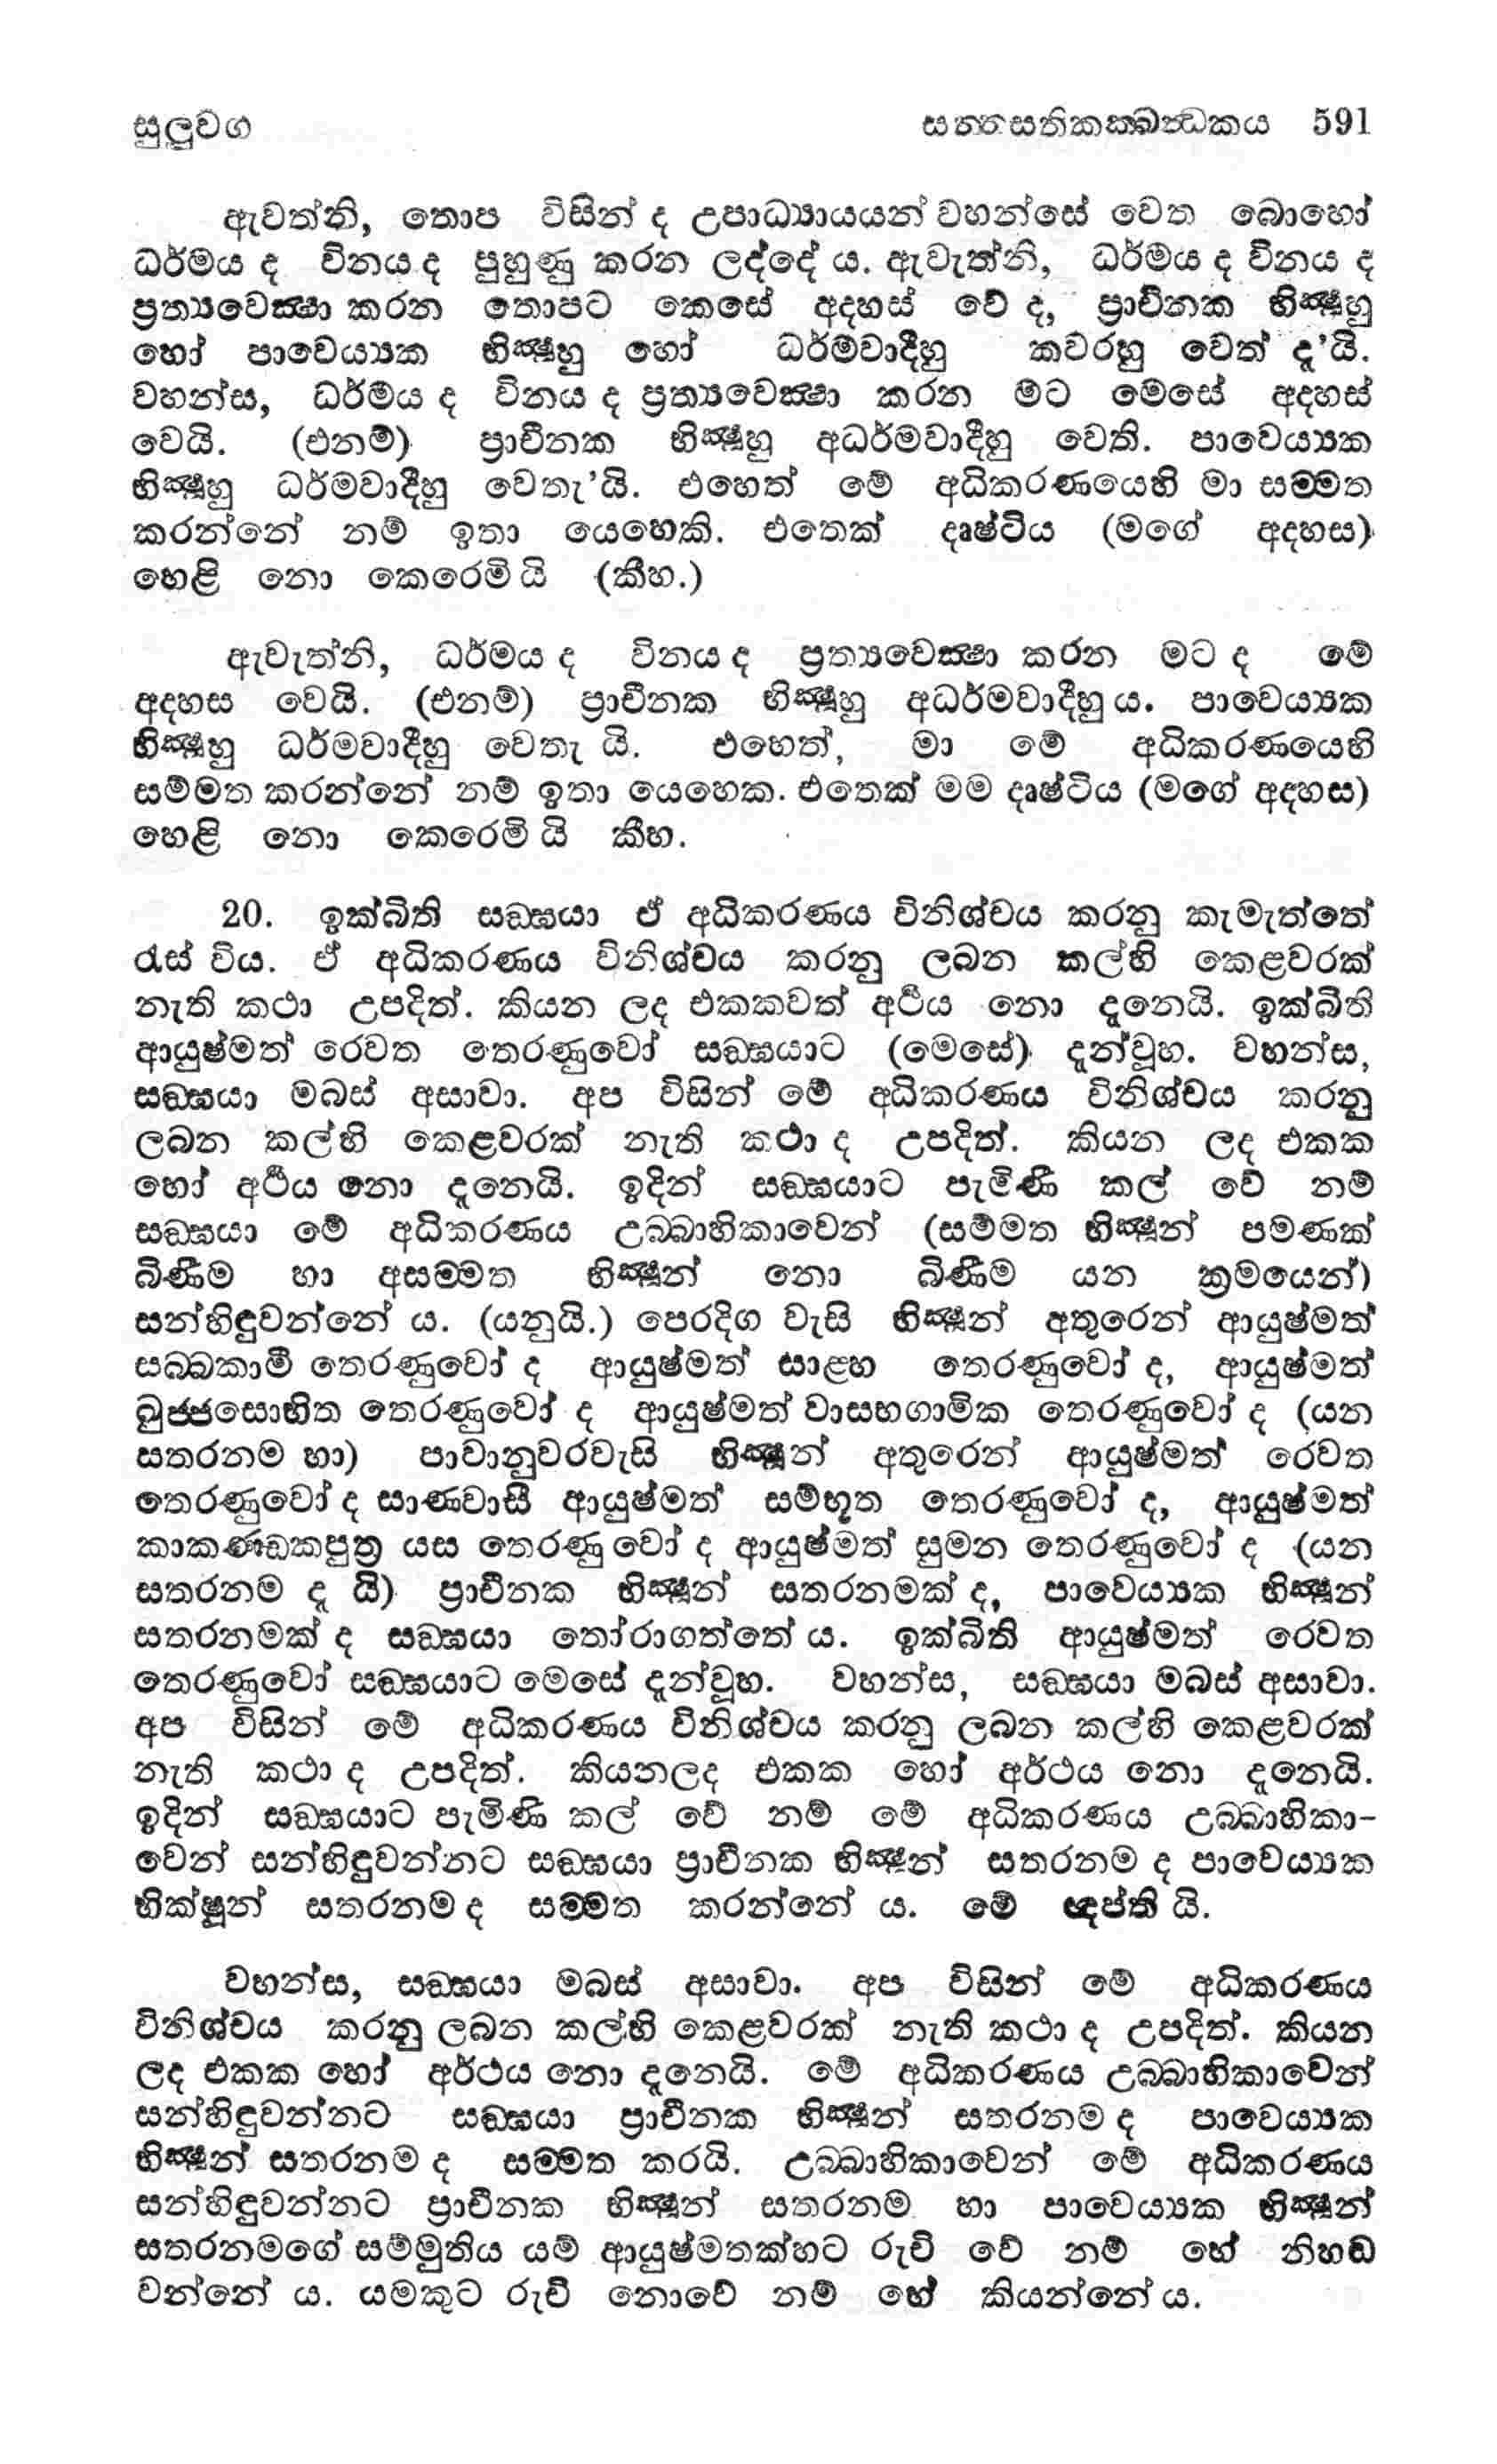 සුලුවග
සත්තසතිකක්ඛන්ධකය 591
ඇවත්නි, තොප විසින් ද උපාධ්‍යායයන් වහන්සේ වෙත බොහෝ
ධර්මය ද විනය ද පුහුණු කරන ලද්දේ ය. ඇවැත්නි, ධර්මය ද විනය ද
ප්‍රත්‍යවෙක්‍ෂා කරන තොපට කෙසේ අදහස් වේ ද, ප්‍රාචීනක භික්‍ෂූහු
හෝ පාවෙය්‍යක භික්‍ෂූහු හෝ ධර්මවාදීහු කවරහු වෙත් දැ'යි.
වහන්ස, ධර්මය ද විනය ද ප්‍රත්‍යවෙක්‍ෂා කරන මට මෙසේ අදහස්
වෙයි. (එනම්) ප්‍රාචීනක භික්‍ෂූහු අධර්මවාදීහු වෙති. පාවෙය්‍යක
භික්‍ෂූහු ධර්මවාදීහු වෙතැ'යි. එහෙත් මේ අධිකරණයෙහි මා සම්මත
කරන්නේ නම් ඉතා යෙහෙකි. එතෙක් දෘෂ්ටිය (මගේ අදහස)
හෙළි නො කෙරෙමි යි (කීහ.)
ඇවැත්නි, ධර්මය ද විනය ද ප්‍රත්‍යවෙක්‍ෂා කරන මට ද මේ
අදහස වෙයි. (එනම්) ප්‍රාචීනක භික්‍ෂූහු අධර්මවාදීහු ය. පාවෙය්‍යක
භික්‍ෂූහු ධර්මවාදීහු වෙතැ යි. එහෙත්, මා මේ අධිකරණයෙහි
සම්මත කරන්නේ නම් ඉතා යෙහෙක. එතෙක් මම දෘෂ්ටිය (මගේ අදහස)
හෙළි නො කෙරෙමි යි කීහ.
20. ඉක්බිති සඞ්ඝයා ඒ අධිකරණය විනිශ්චය කරනු කැමැත්තේ
රැස් විය. ඒ අධිකරණය විනිශ්චය කරනු ලබන කල්හි කෙළවරක්
නැති කථා උපදිත්. කියන ලද එකකවත් අර්‍ථය නො දැනෙයි. ඉක්බිති
ආයුෂ්මත් රෙවත තෙරණුවෝ සඞ්ඝයාට (මෙසේ) දැන්වූහ. වහන්ස,
සඞ්ඝයා මබස් අසාවා. අප විසින් මේ අධිකරණය විනිශ්චය කරනු
ලබන කල්හි කෙළවරක් නැති කථා ද උපදිත්. කියන ලද එකක
හෝ අර්‍ථය නො දැනෙයි. ඉදින් සඞ්ඝයාට පැමිණි කල් වේ නම්
සඞ්ඝයා මේ අධිකරණය උබ්බාහිකාවෙන් (සම්මත භික්‍ෂූන් පමණක්
බිණීම හා අසම්මත භික්‍ෂූන් නො බිණීම යන ක්‍රමයෙන්)
සන්හිඳුවන්නේ ය. (යනුයි.) පෙරදිග වැසි භික්‍ෂූන් අතුරෙන් ආයුෂ්මත්
සබ්බකාමී තෙරණුවෝ ද ආයුෂ්මත් සාළ්හ තෙරණුවෝ ද, ආයුෂ්මත්
ඛුජ්ජසොභිත තෙරණුවෝ ද ආයුෂ්මත් වාසභගාමික තෙරණුවෝ ද (යන
සතරනම හා) පාවානුවරවැසි භික්‍ෂූන් අතුරෙන් ආයුෂ්මත් රෙවත
තෙරණුවෝ ද සාණවාසී ආයුෂ්මත් සම්භූත තෙරණුවෝ ද, ආයුෂ්මත්
කාකණ්ඩකපුත්‍ර යස තෙරණුවෝ ද ආයුෂ්මත් සුමන තෙරණුවෝ ද (යන
සතරනම දැ යි) ප්‍රාචීනක භික්‍ෂූන් සතරනමක් ද, පාවෙය්‍යක භික්‍ෂූන්
සතරනමක් ද සඞ්ඝයා තෝරාගත්තේ ය. ඉක්බිති ආයුෂ්මත් රෙවත
තෙරණුවෝ සඞ්ඝයාට මෙසේ දැන්වූහ. වහන්ස, සඞ්ඝයා මබස් අසාවා.
අප විසින් මේ අධිකරණය විනිශ්චය කරනු ලබන කල්හි කෙළවරක්
නැති කථා ද උපදිත්. කියනලද එකක හෝ අර්ථය නො දැනෙයි.
ඉදින් සඞ්ඝයාට පැමිණි කල් වේ නම් මේ අධිකරණය උබ්බාහිකා-
වෙන් සන්හිඳුවන්නට සඞ්ඝයා ප්‍රාචීනක භික්‍ෂූන් සතරනම ද පාවෙය්‍යක
භික්ෂූන් සතරනම ද සම්මත කරන්නේ ය. මේ ඥප්ති යි.
වහන්ස, සඞ්ඝයා මබස් අසාවා. අප විසින් මේ අධිකරණය
විනිශ්චය කරනු ලබන කල්හි කෙළවරක් නැති කථා ද උපදිත්. කියන
ලද එකක හෝ අර්ථය නො දැනෙයි. මේ අධිකරණය උබ්බාහිකාවෙන්
සන්හිඳුවන්නට සඞ්ඝයා ප්‍රාචීනක භික්‍ෂූන් සතරනම ද පාවෙය්‍යක
භික්‍ෂූන් සතරනම ද සම්මත කරයි. උබ්බාහිකාවෙන් මේ අධිකරණය
සන්හිඳුවන්නට ප්‍රාචීනක භික්‍ෂූන් සතරනම හා පාවෙය්‍යක භික්‍ෂූන්
සතරනමගේ සම්මුතිය යම් ආයුෂ්මතක්හට රුචි වේ නම් හේ නිහඬ
වන්නේ ය. යමකුට රුචි නොවේ නම් හේ කියන්නේ ය.